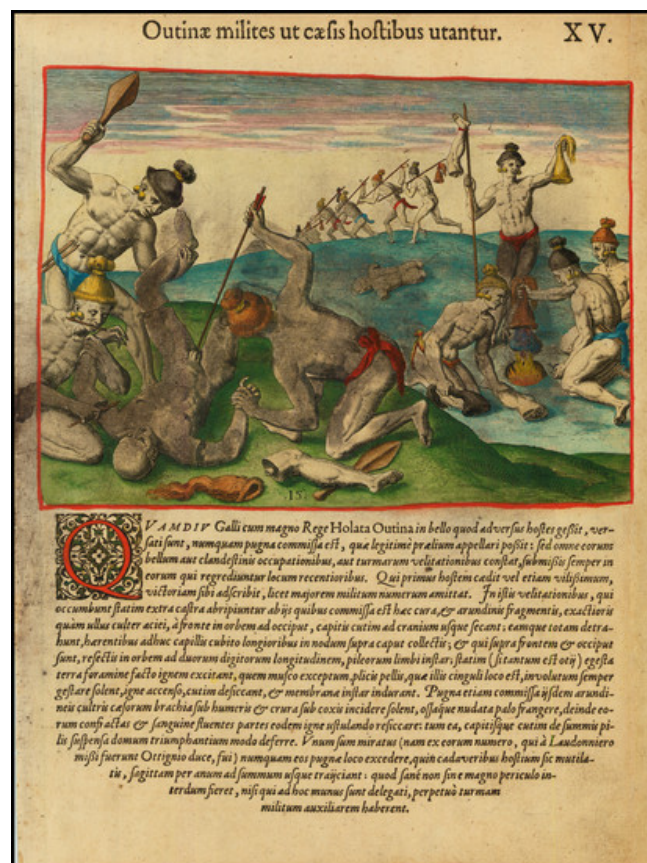 Outinæ milites ut cæsis hostibus utantur. XV.
15.
QVAMDIV Galli cum magno Rege Holata Outina in bello quod adversus hostes gessit, ver-
sati sunt, numquam pugna commissa est, quæ legitimè prælium appellari possit: sed omne eorum
bellum aut clandestinis occupationibus, aut turmarum velitationibus constat, submissis semper in
eorum qui regrediuntur locum recentioribus. Qui primus hostem cædit vel etiam vilissimum,
victoriam sibi adscribit, licet majorem militum numerum amittat. In istis velitationibus, qui
occumbunt statim extra castra abripiuntur ab ijs quibus commissa est hæc cura, & arundinis fragmentis, exactioris
quàm ullus culter aciei, à fronte in orbem ad occiput, capitis cutim ad cranium usque secant: eamque totam detra-
hunt, hærentibus adhuc capillis cubito longioribus in nodum supra caput collectis; & qui supra frontem & occiput
sunt, resectis in orbem ad duorum digitorum longitudinem, pileorum limbi instar: statim (si tantum est otij) egesta
terra foramine facto ignem excitant, quem musco exceptum, plicis pellis, quæ illis cinguli loco est, involutum semper
gestare solent, igne accenso, cutim desiccant, & membranæ instar indurant. Pugna etiam commissa ijsdem arundi-
neis cultris cæsorum brachia sub humeris & crura sub coxis incidere solent, ossaque nudata palo frangere, deinde eo-
rum confractas & sanguine fluentes partes eodem igne ustulando resiccare: tum ea, capitisque cutim de summis pi-
lis suspensa domum triumphantium modo deferre. Vnum sum miratus (nam ex eorum numero, qui à Laudonniero
missi fuerunt Ottignio duce, fui) numquam eos pugnæ loco excedere, quin cadaveribus hostium sic mutila-
tis, sagittam per anum ad summum usque traijciant: quod sanè non sine magno periculo in-
terdum fieret, nisi qui ad hoc munus sunt delegati, perpetuò turmam
militum auxiliarem haberent.